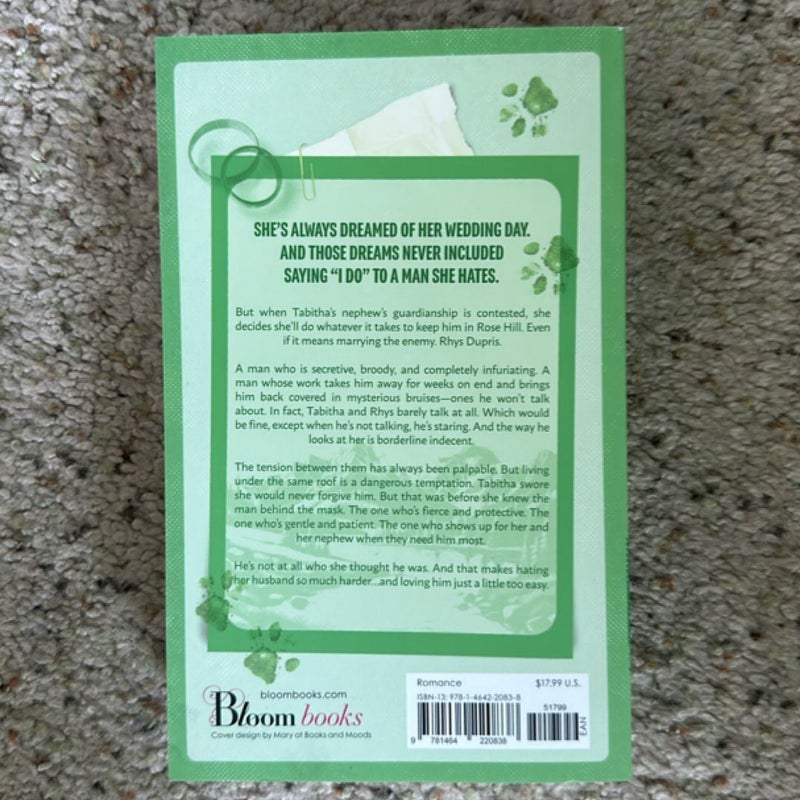 SHE'S ALWAYS DREAMED OF HER WEDDING DAY.
AND THOSE DREAMS NEVER INCLUDED
SAYING “I DO” TO A MAN SHE HATES.
But when Tabitha's nephew's guardianship is contested, she
decides she'll do whatever it takes to keep him in Rose Hill. Even
if it means marrying the enemy. Rhys Dupris.
A man who is secretive, broody, and completely infuriating. A
man whose work takes him away for weeks on end and brings
him back covered in mysterious bruises—ones he won't talk
about. In fact, Tabitha and Rhys barely talk at all. Which would
be fine, except when he's not talking, he's staring. And the way he
looks at her is borderline indecent.
The tension between them has always been palpable. But living
under the same roof is a dangerous temptation. Tabitha swore
she would never forgive him. But that was before she knew the
man behind the mask. The one who's fierce and protective. The
one who's gentle and patient. The one who shows up for her and
her nephew when they need him most.
He's not at all who she thought he was. And that makes hating
her husband so much harder...and loving him just a little too easy.
bloombooks.com
Bloom books
Cover design by Mary at Books and Moods
Romance $17.99 U.S.
ISBN-13: 978-1-4642-2083-8
51799
EAN
9 781464 220838